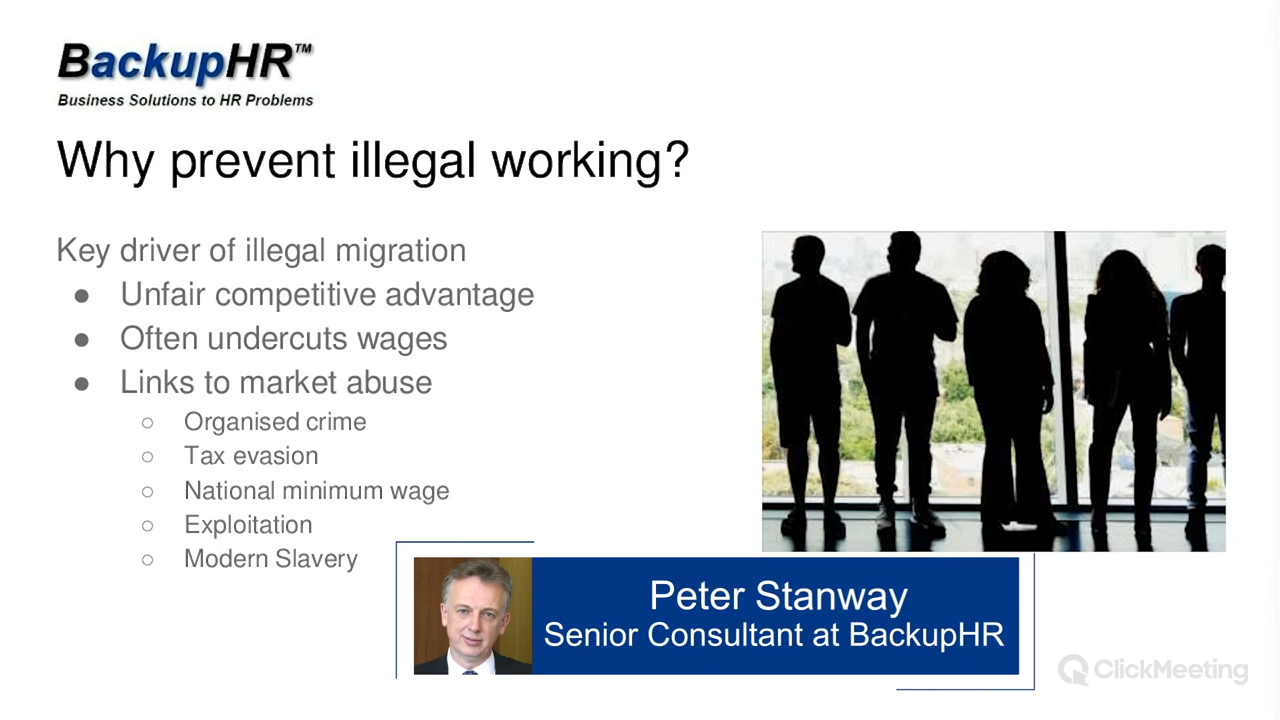 BackupHR™
Business Solutions to HR Problems
Why prevent illegal working?
Key driver of illegal migration
● Unfair competitive advantage
● Often undercuts wages
● Links to market abuse
○ Organised crime
○ Tax evasion
○ National minimum wage
○ Exploitation
○ Modern Slavery
Peter Stanway
Senior Consultant at BackupHR
ClickMeeting